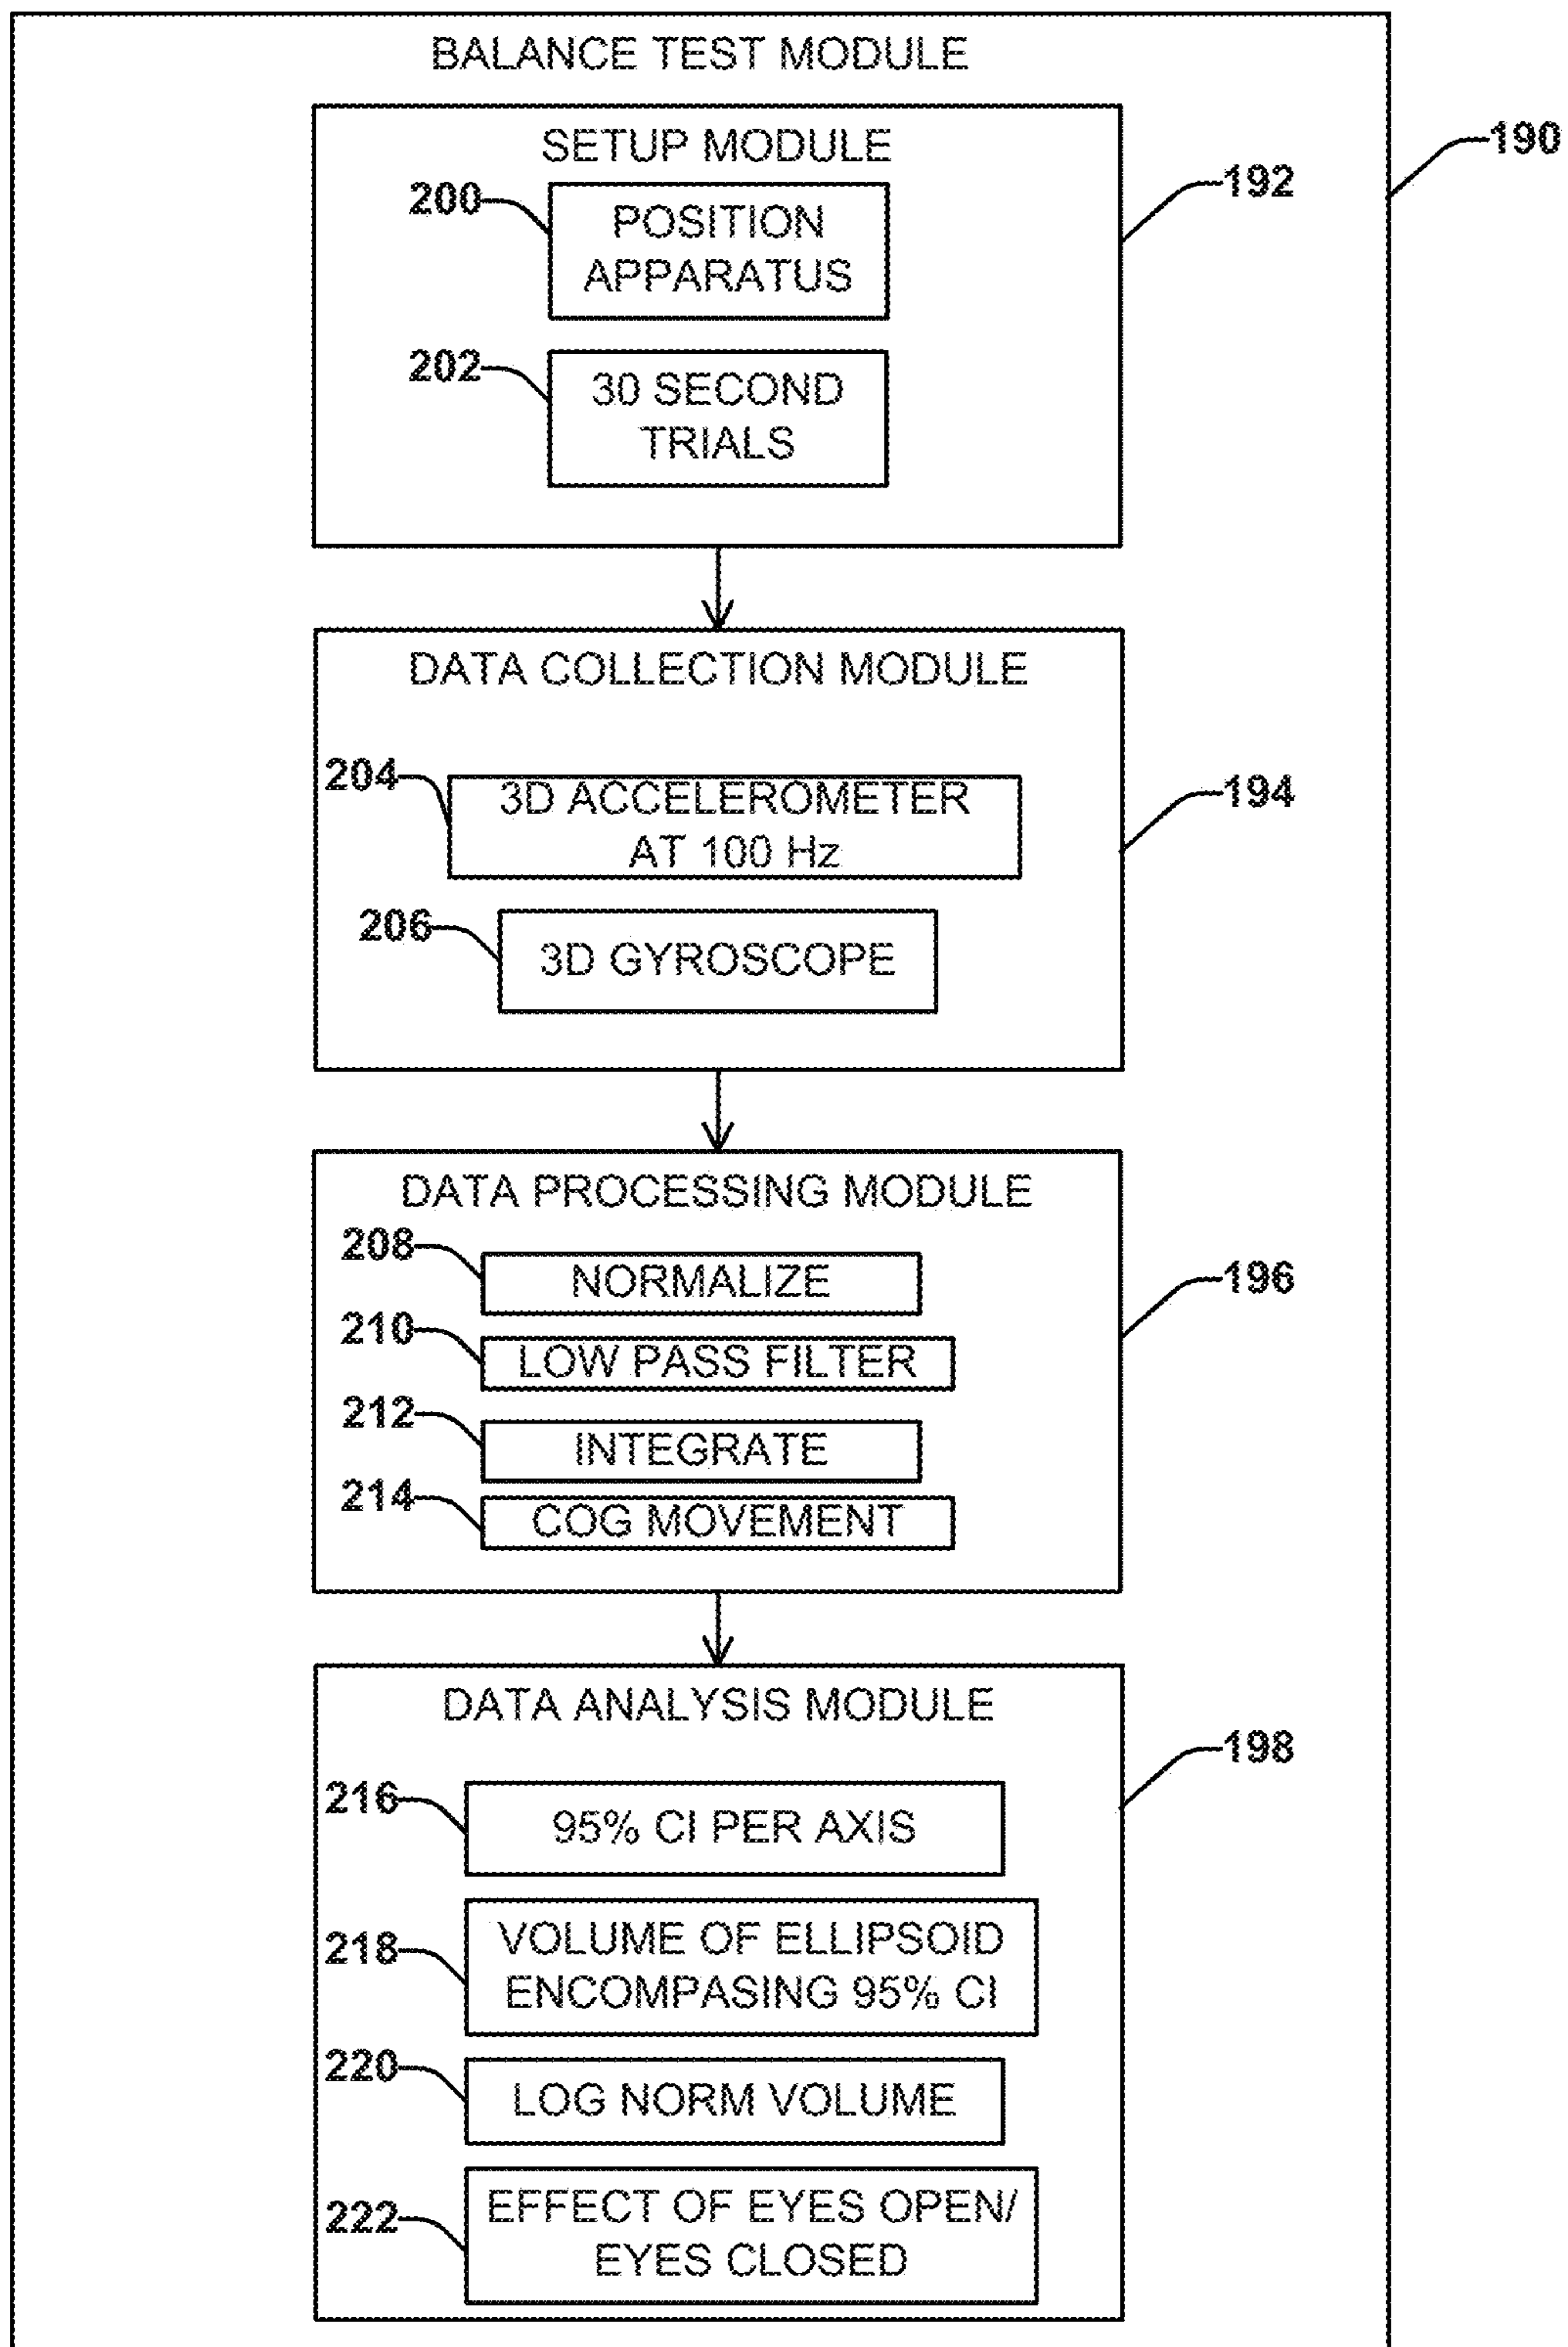 BALANCE TEST MODULE
190
SETUP MODULE
192
200
POSITION
APPARATUS
202
30 SECOND
TRIALS
DATA COLLECTION MODULE
194
204
3D ACCELEROMETER
AT 100 Hz
206
3D GYROSCOPE
DATA PROCESSING MODULE
196
208
NORMALIZE
210
LOW PASS FILTER
212
INTEGRATE
214
COG MOVEMENT
DATA ANALYSIS MODULE
198
216
95% CI PER AXIS
218
VOLUME OF ELLIPSOID
ENCOMPASING 95% CI
220
LOG NORM VOLUME
222
EFFECT OF EYES OPEN/
EYES CLOSED